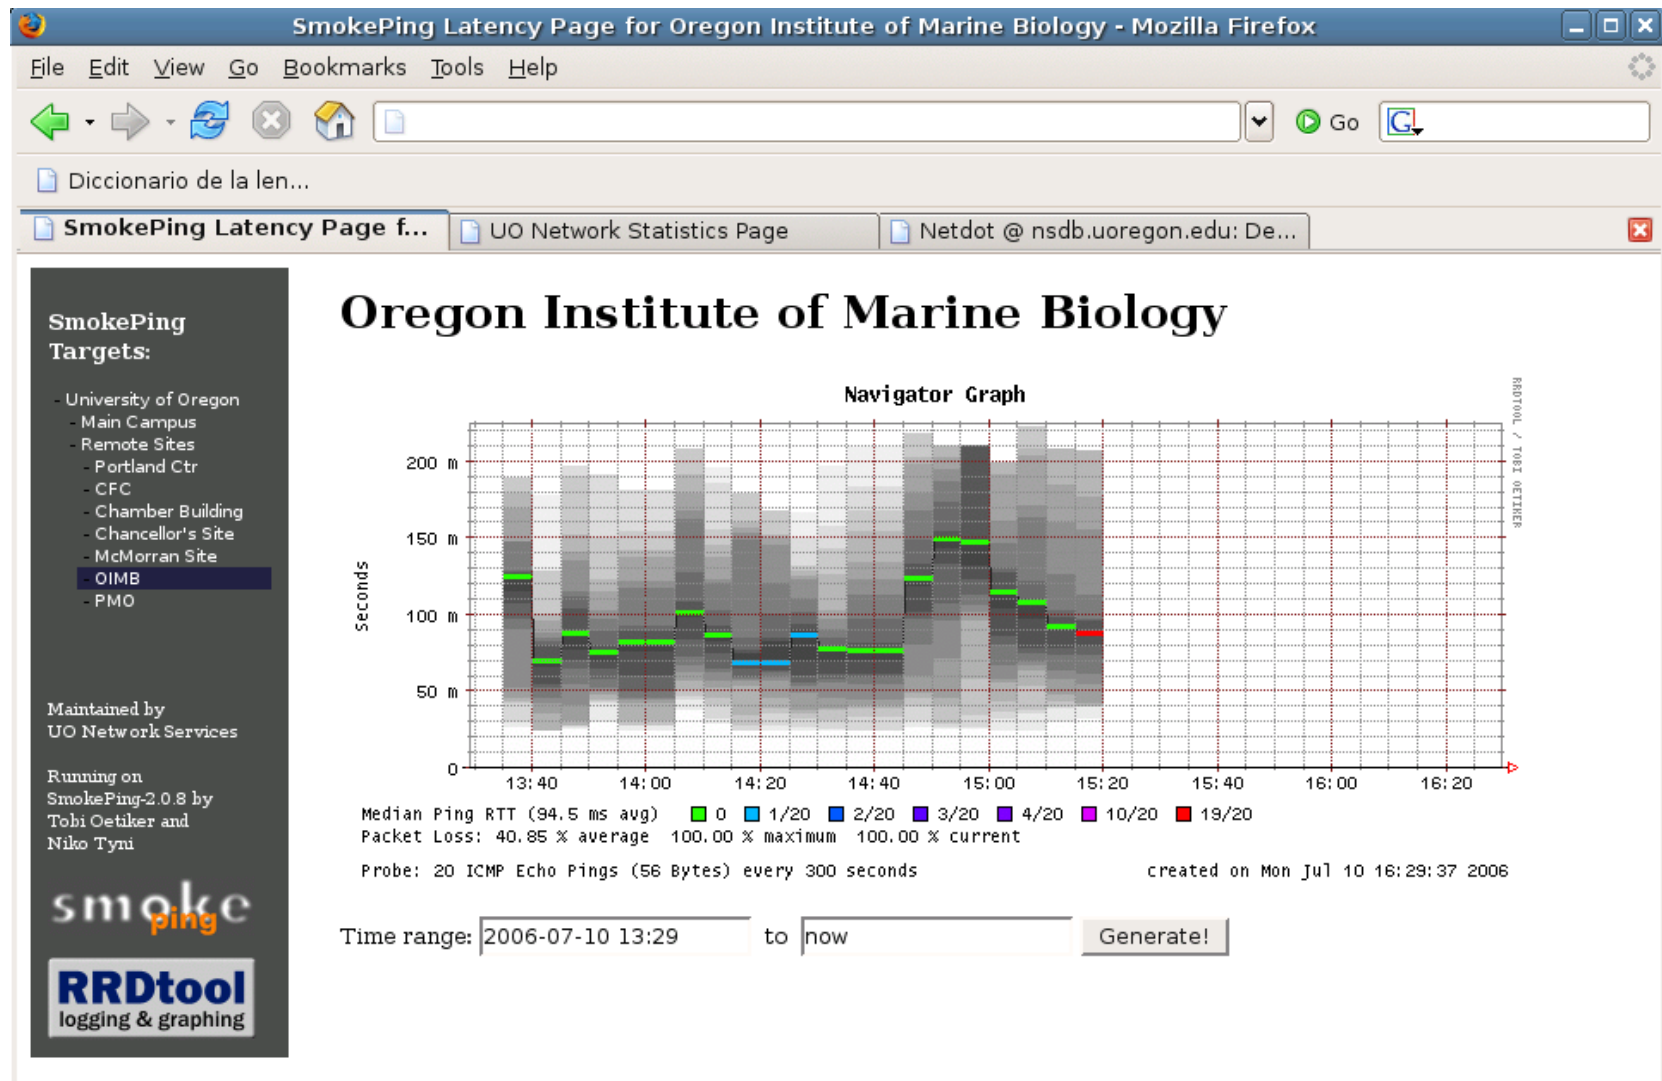 SmokePing Latency Page for Oregon Institute of Marine Biology - Mozilla Firefox
File Edit View Go Bookmarks Tools Help
Go G
Diccionario de la len...
SmokePing Latency Page f... UO Network Statistics Page Netdot @ nsdb.uoregon.edu: De...
SmokePing
Targets:
- University of Oregon
- Main Campus
- Remote Sites
- Portland Ctr
- CFC
- Chamber Building
- Chancellor's Site
- McMorran Site
- OIMB
- PMO
Maintained by
UO Network Services
Running on
SmokePing-2.0.8 by
Tobi Oetiker and
Niko Tyni
smoke
ping
RRDtool
logging & graphing
Oregon Institute of Marine Biology
Navigator Graph
RRDTOOL / TOBI OETIKER
Seconds
200 m
150 m
100 m
50 m
0
13:40 14:00 14:20 14:40 15:00 15:20 15:40 16:00 16:20
Median Ping RTT (94.5 ms avg) 0 1/20 2/20 3/20 4/20 10/20 19/20
Packet Loss: 40.85 % average 100.00 % maximum 100.00 % current
Probe: 20 ICMP Echo Pings (56 Bytes) every 300 seconds created on Mon Jul 10 16:29:37 2006
Time range: 2006-07-10 13:29 to now Generate!